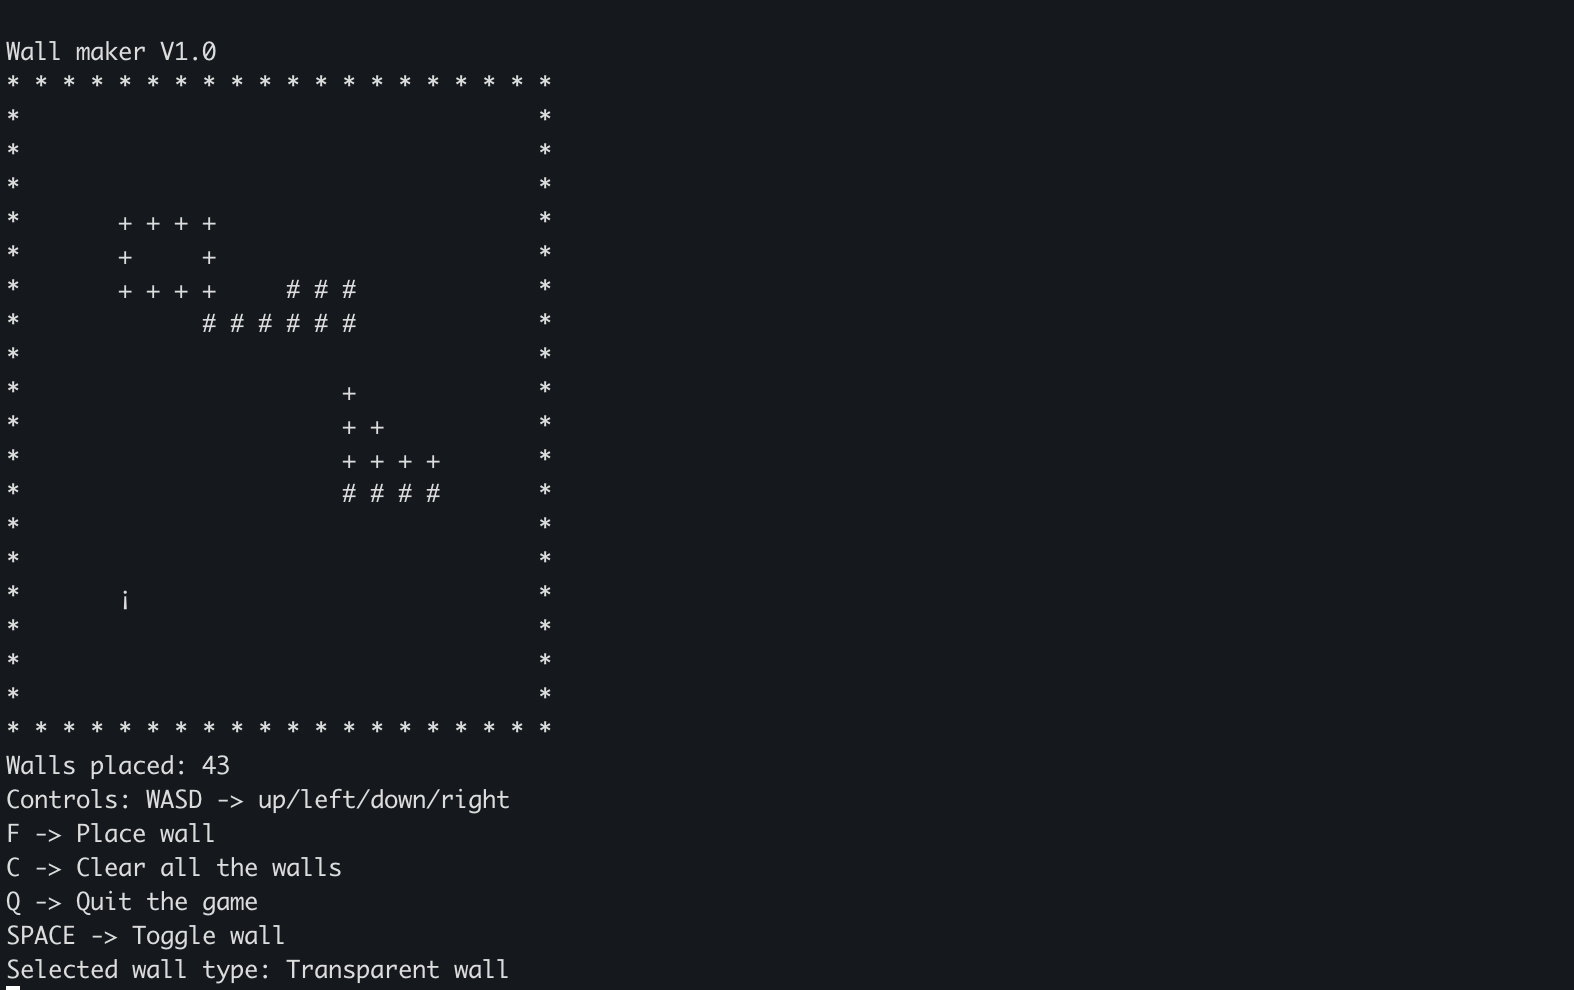 Wall maker V1.0
* * * * * * * * * * * * * * * * * * * *
*                                     *
*                                     *
*                                     *
*       + + + +                       *
*       +     +                       *
*       + + + +     # # #             *
*             # # # # # #             *
*                                     *
*                       +             *
*                       + +           *
*                       + + + +       *
*                       # # # #       *
*                                     *
*                                     *
*       ¡                             *
*                                     *
*                                     *
*                                     *
* * * * * * * * * * * * * * * * * * * *
Walls placed: 43
Controls: WASD -> up/left/down/right
F -> Place wall
C -> Clear all the walls
Q -> Quit the game
SPACE -> Toggle wall
Selected wall type: Transparent wall